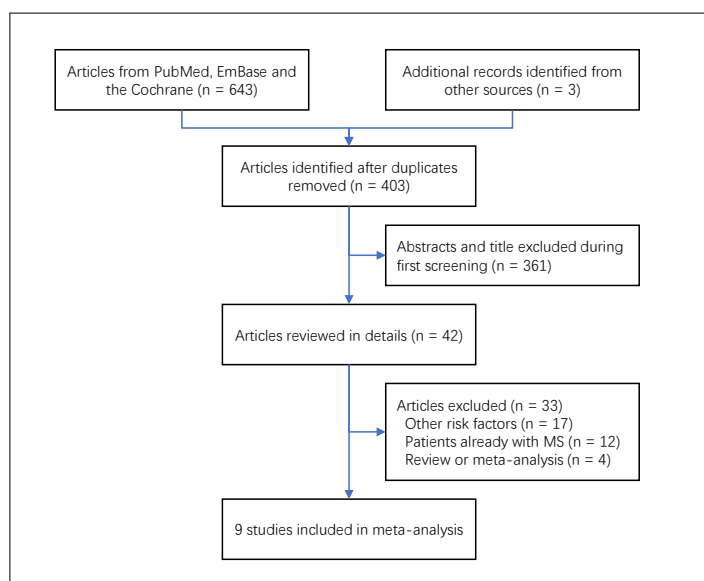 Articles from PubMed, EmBase and
the Cochrane (n = 643)
Additional records identified from
other sources (n = 3)
Articles identified after duplicates
removed (n = 403)
Abstracts and title excluded during
first screening (n = 361)
Articles reviewed in details (n = 42)
Articles excluded (n = 33)
Other risk factors (n = 17)
Patients already with MS (n = 12)
Review or meta-analysis (n = 4)
9 studies included in meta-analysis